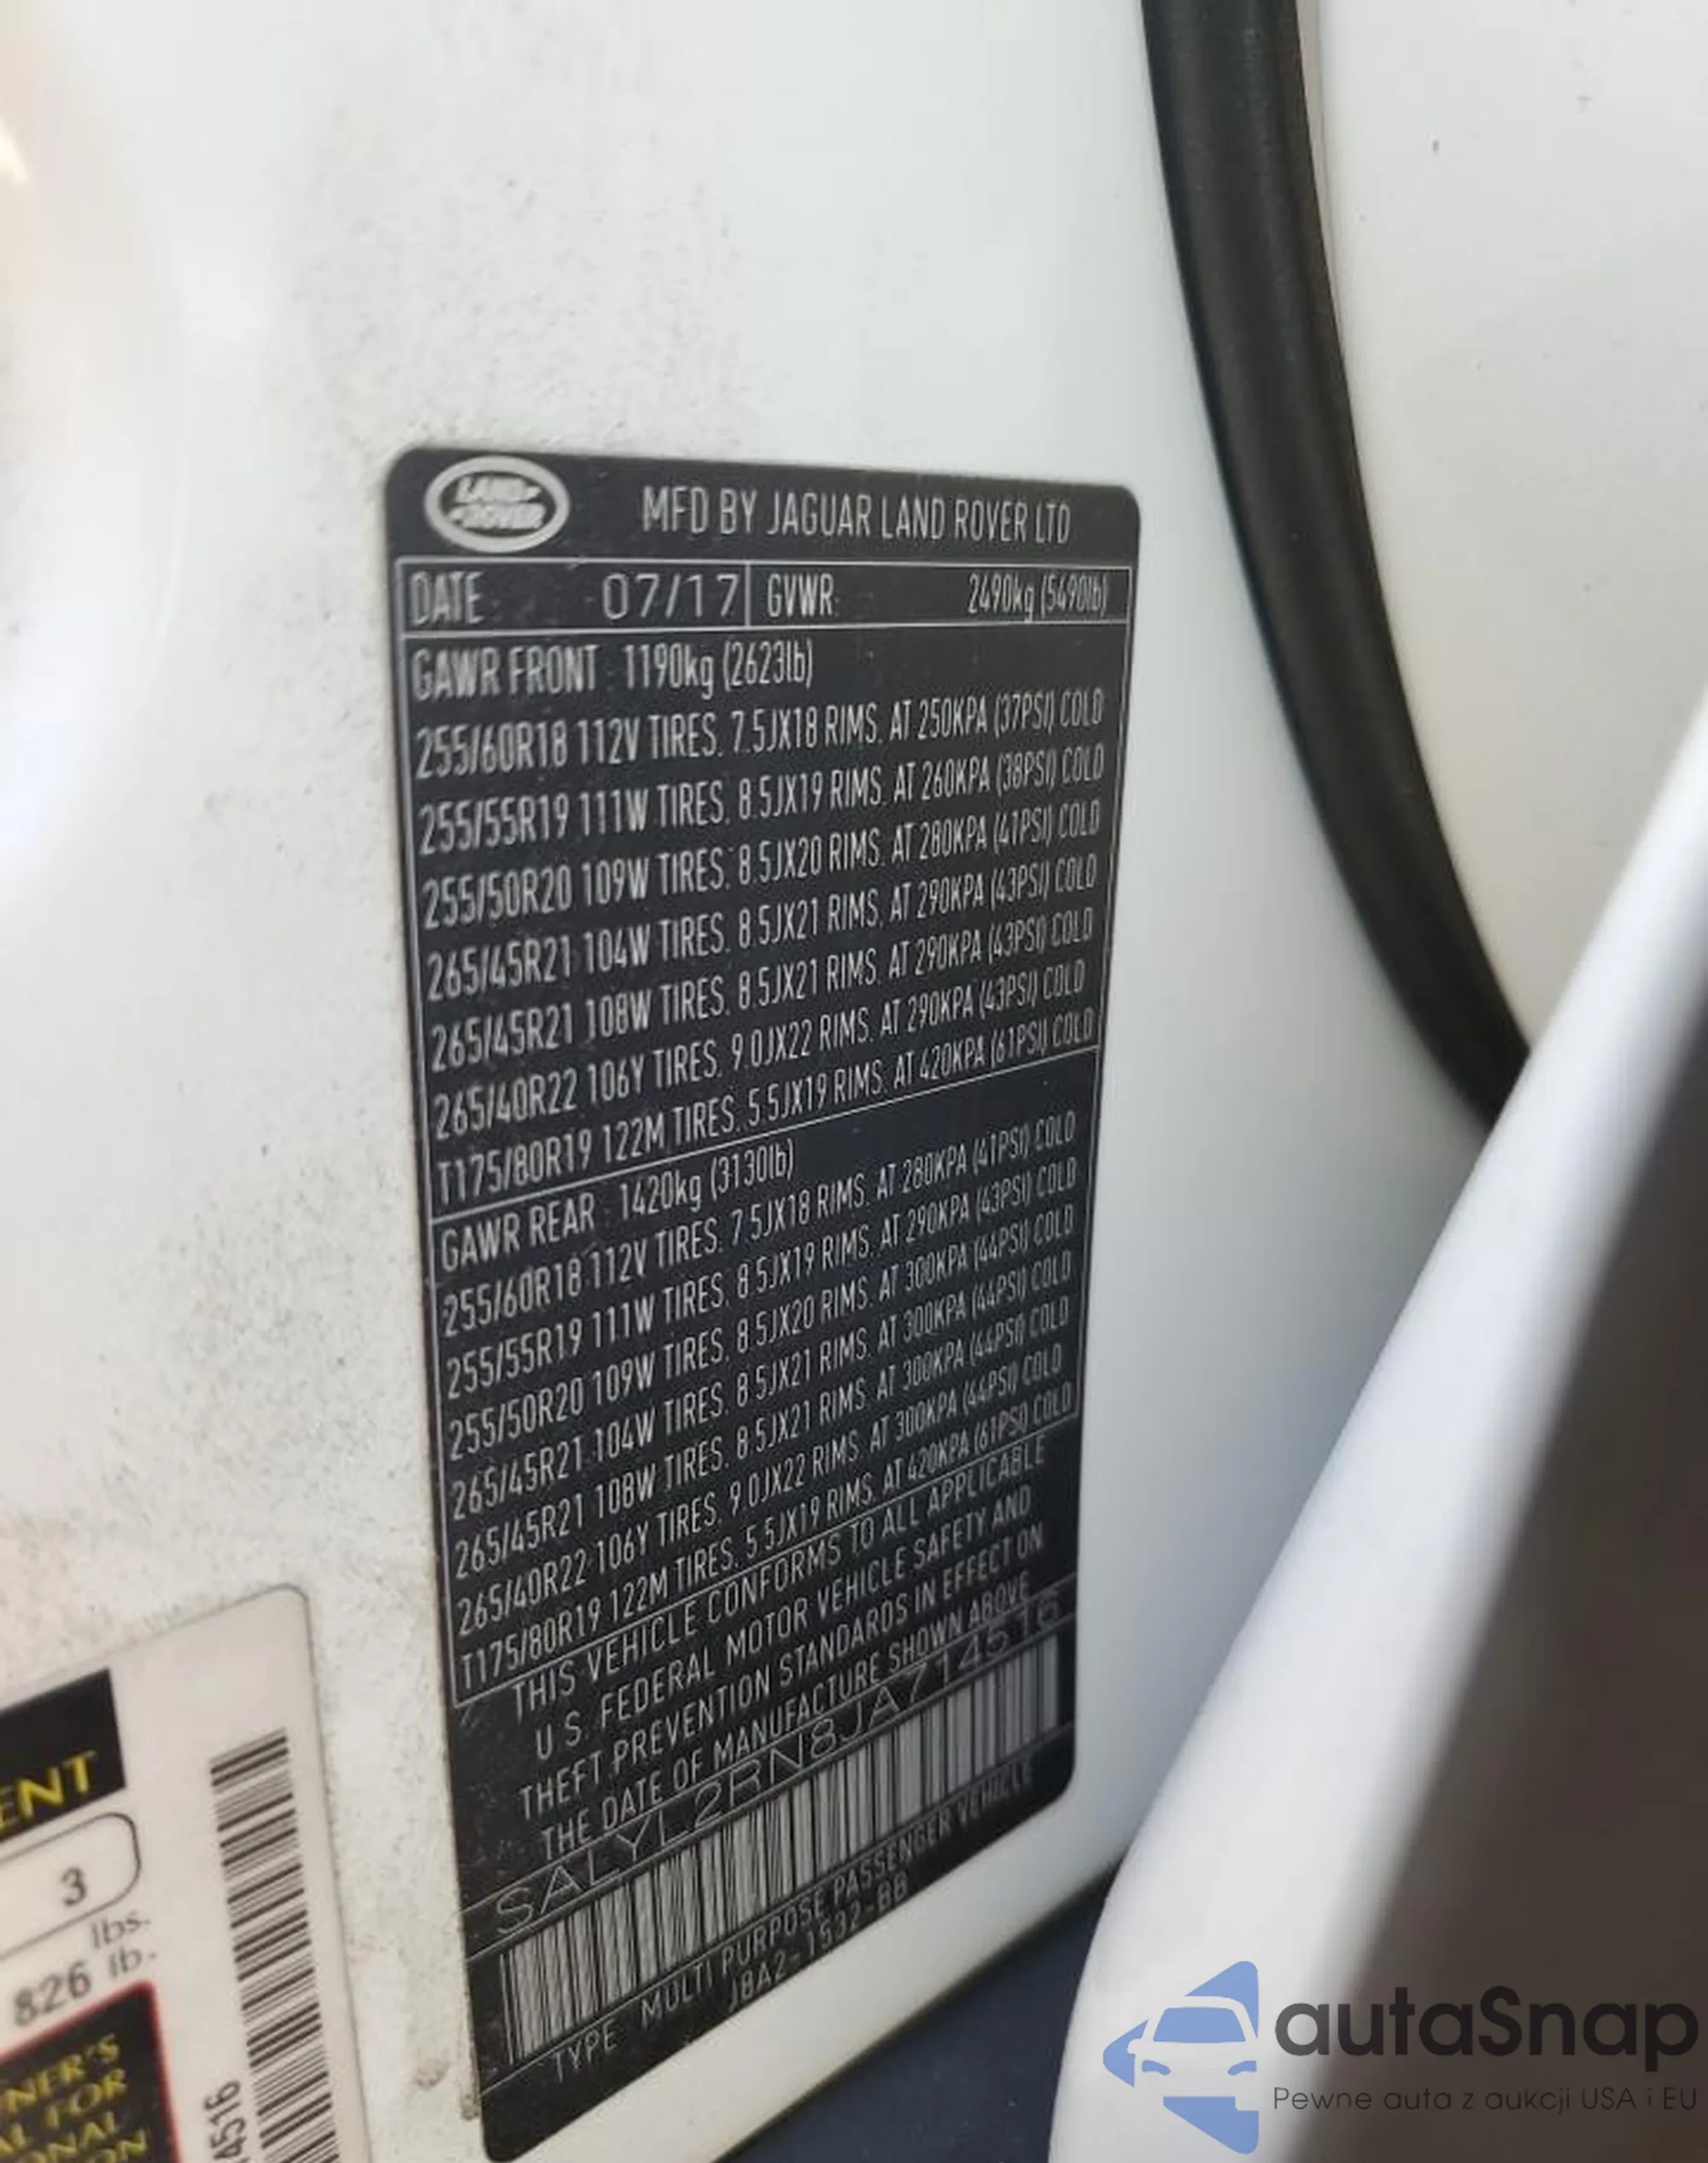 LAND ROVER
MFD BY JAGUAR LAND ROVER LTD
DATE: 07/17 GVWR: 2490kg (5490lb)
GAWR FRONT : 1190kg (2623lb)
255/60R18 112V TIRES, 7.5JX18 RIMS, AT 250KPA (37PSI) COLD
255/55R19 111W TIRES, 8.5JX19 RIMS, AT 260KPA (38PSI) COLD
255/50R20 109W TIRES, 8.5JX20 RIMS, AT 280KPA (41PSI) COLD
265/45R21 104W TIRES, 8.5JX21 RIMS, AT 290KPA (43PSI) COLD
265/45R21 108W TIRES, 8.5JX21 RIMS, AT 290KPA (43PSI) COLD
265/40R22 106Y TIRES, 9.0JX22 RIMS, AT 290KPA (43PSI) COLD
T175/80R19 122M TIRES, 5.5JX19 RIMS, AT 420KPA (61PSI) COLD
GAWR REAR : 1420kg (3130lb)
255/60R18 112V TIRES, 7.5JX18 RIMS, AT 280KPA (41PSI) COLD
255/55R19 111W TIRES, 8.5JX19 RIMS, AT 290KPA (43PSI) COLD
255/50R20 109W TIRES, 8.5JX20 RIMS, AT 300KPA (44PSI) COLD
265/45R21 104W TIRES, 8.5JX21 RIMS, AT 300KPA (44PSI) COLD
265/45R21 108W TIRES, 8.5JX21 RIMS, AT 300KPA (44PSI) COLD
265/40R22 106Y TIRES, 9.0JX22 RIMS, AT 300KPA (44PSI) COLD
T175/80R19 122M TIRES, 5.5JX19 RIMS, AT 420KPA (61PSI) COLD
THIS VEHICLE CONFORMS TO ALL APPLICABLE
U.S. FEDERAL MOTOR VEHICLE SAFETY AND
THEFT PREVENTION STANDARDS IN EFFECT ON
THE DATE OF MANUFACTURE SHOWN ABOVE
SALYL2RN8JA714516
TYPE: MULTI PURPOSE PASSENGER VEHICLE
J8A2-1532-BB
ENT
3
lbs.
826 lb.
NER'S
AL FOR
ONAL
ON
4516
autaSnap
Pewne auta z aukcji USA i EU